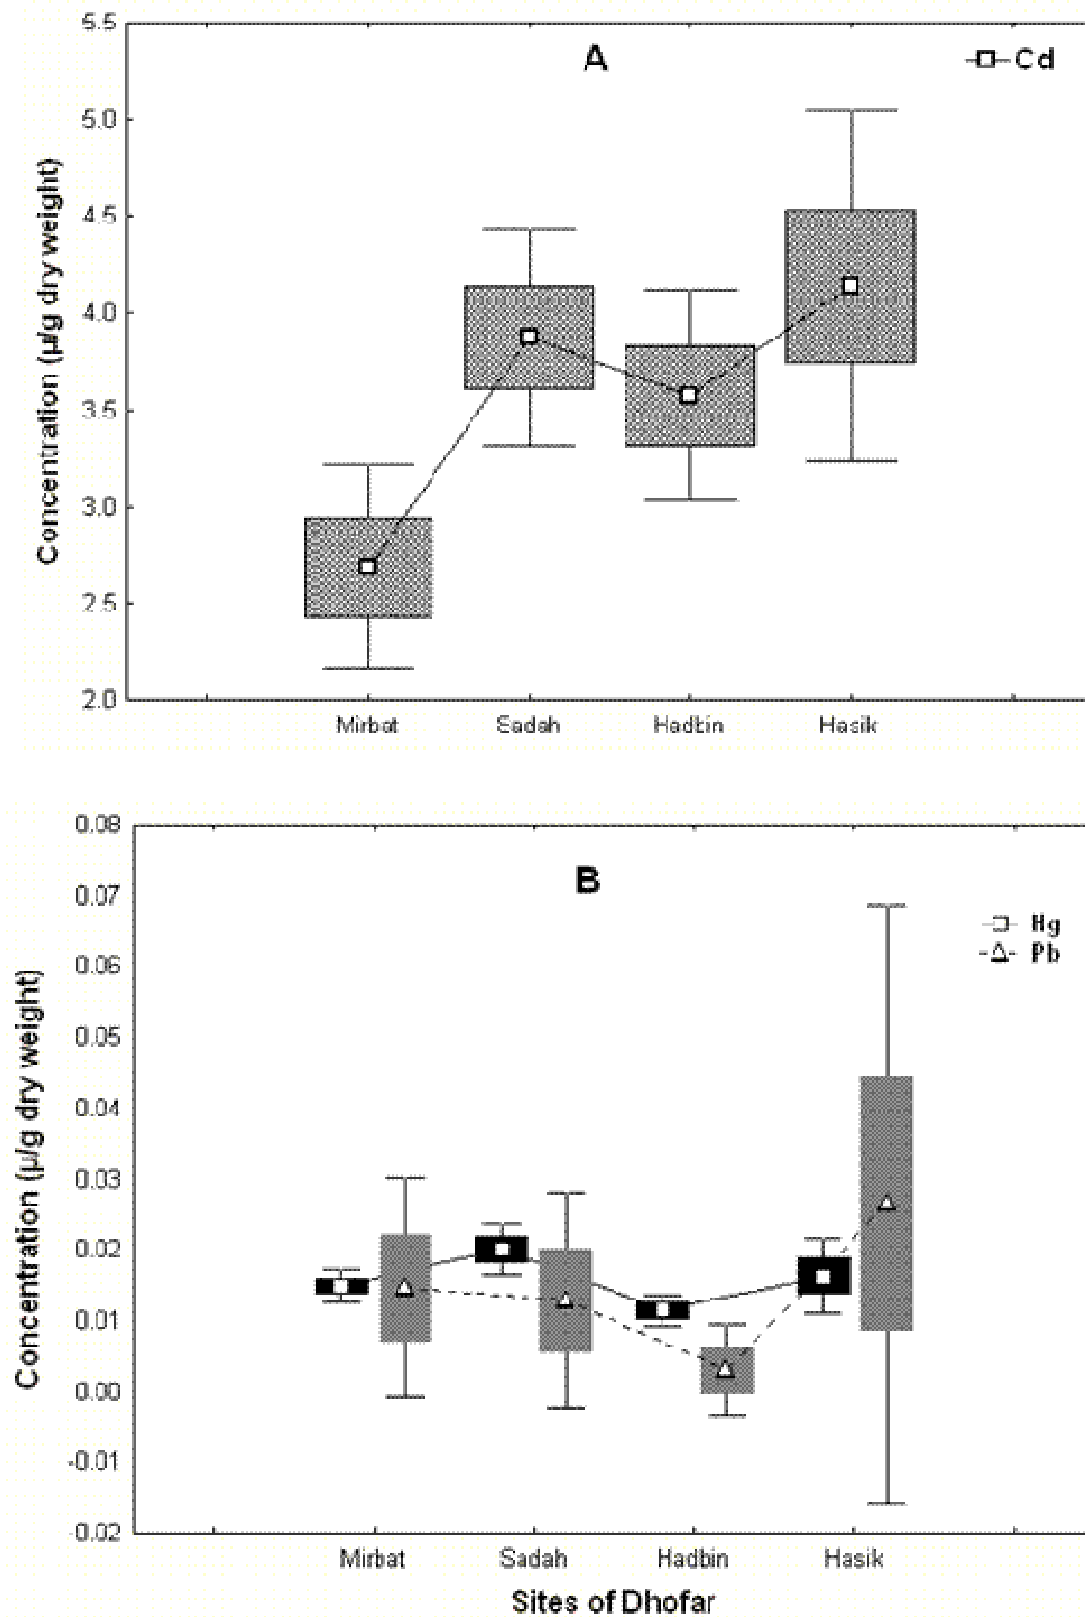 5.5
A
Cd
5.0
4.5
4.0
3.5
3.0
2.5
2.0
Concentration (µ/g dry weight)
Mirbat Sadah Hadbin Hasik
0.08
B
0.07
Hg
Pb
0.06
0.05
0.04
0.03
0.02
0.01
0.00
-0.01
-0.02
Concentration (µ/g dry weight)
Mirbat Sadah Hadbin Hasik
Sites of Dhofar